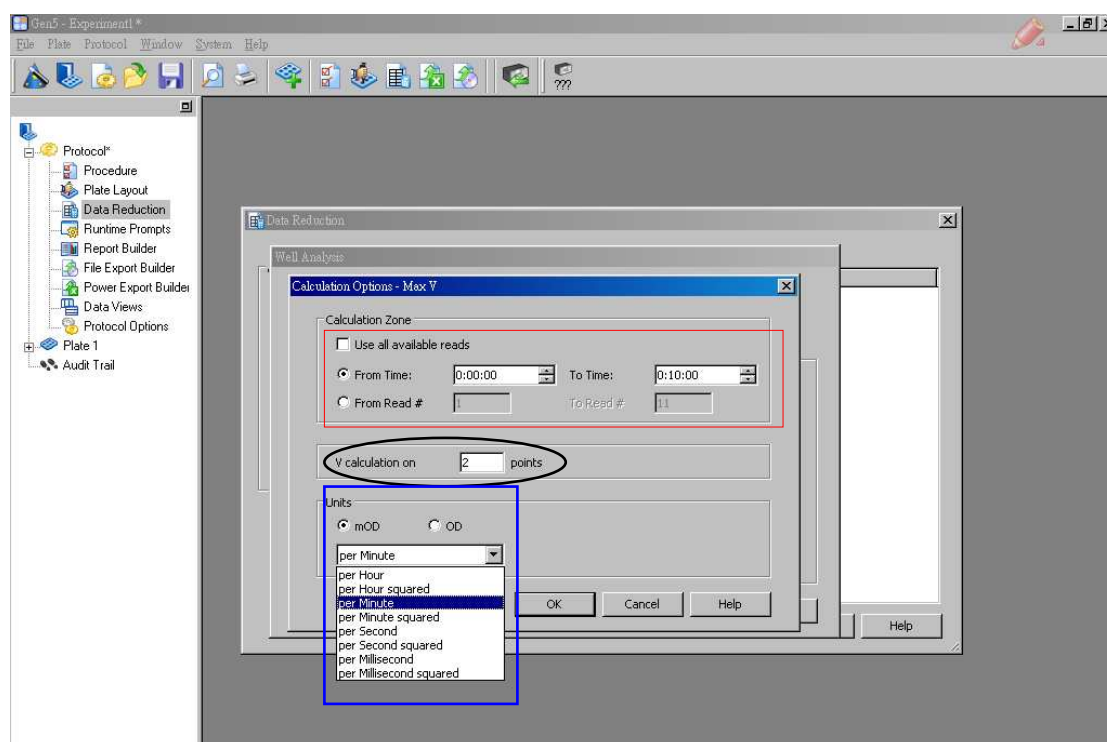 Gen5 - Experiment1 *
File Plate Protocol Window System Help
???
Protocol*
Procedure
Plate Layout
Data Reduction
Runtime Prompts
Report Builder
File Export Builder
Power Export Builder
Data Views
Protocol Options
Plate 1
Audit Trail
Data Reduction
Well Analysis
Calculation Options - Max V
Calculation Zone
Use all available reads
From Time: 0:00:00 To Time: 0:10:00
From Read # 1 To Read # 11
V calculation on 2 points
Units
mOD OD
per Minute
per Hour
per Hour squared
per Minute
per Minute squared
per Second
per Second squared
per Millisecond
per Millisecond squared
OK Cancel Help
Help